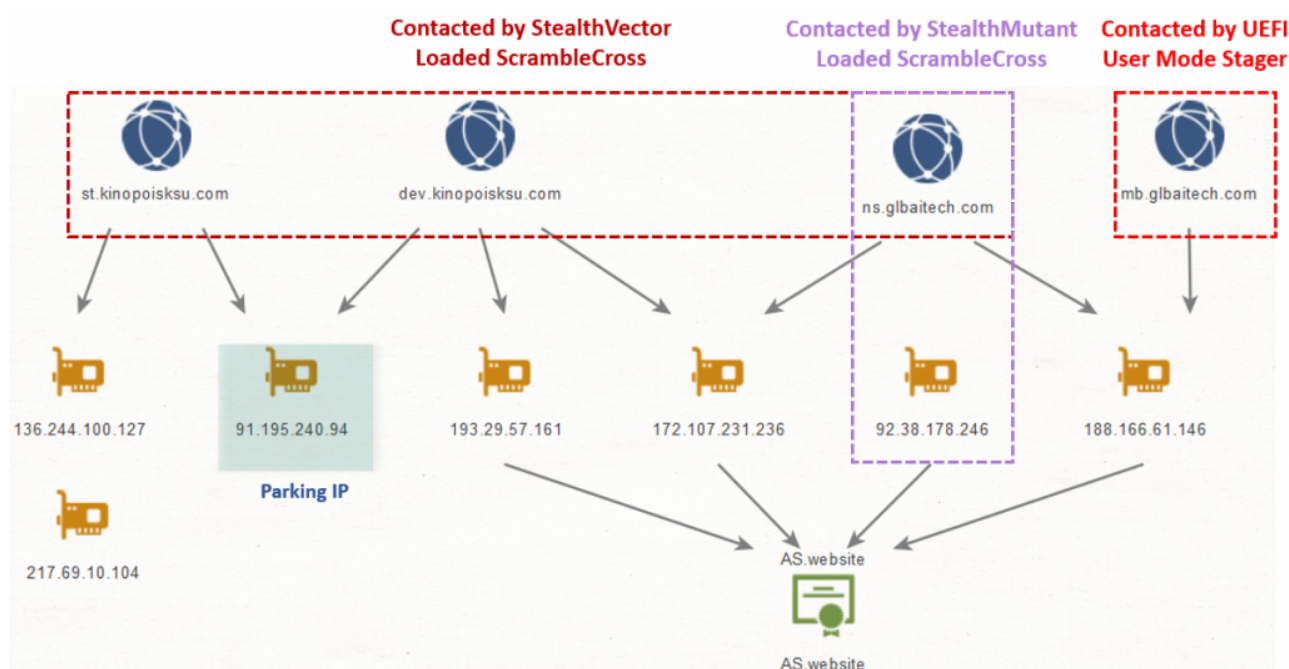 Contacted by StealthVector
Loaded ScrambleCross
Contacted by StealthMutant
Loaded ScrambleCross
Contacted by UEFI
User Mode Stager
st.kinopoisksu.com
dev.kinopoisksu.com
ns.glbaitech.com
mb.glbaitech.com
136.244.100.127
91.195.240.94
193.29.57.161
172.107.231.236
92.38.178.246
188.166.61.146
Parking IP
217.69.10.104
AS.website
AS.website